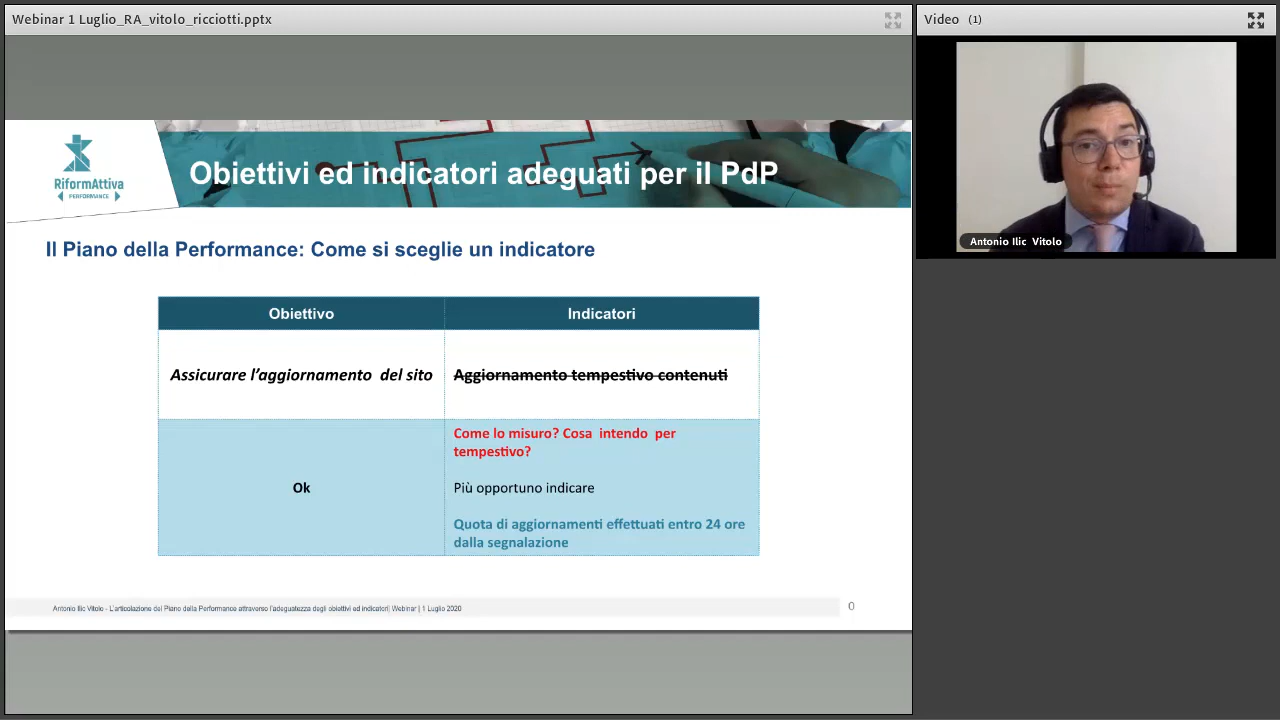 Webinar 1 Luglio_RA_vitolo_ricciotti.pptx
Video (1)
Antonio Ilic Vitolo
RiformAttiva
PERFORMANCE
Obiettivi ed indicatori adeguati per il PdP
Il Piano della Performance: Come si sceglie un indicatore
Obiettivo
Indicatori
Assicurare l'aggiornamento del sito
Aggiornamento tempestivo contenuti
Ok
Come lo misuro? Cosa intendo per
tempestivo?
Più opportuno indicare
Quota di aggiornamenti effettuati entro 24 ore
dalla segnalazione
Antonio Ilic Vitolo - L'articolazione del Piano della Performance attraverso l'adeguatezza degli obiettivi ed indicatori| Webinar | 1 Luglio 2020
0